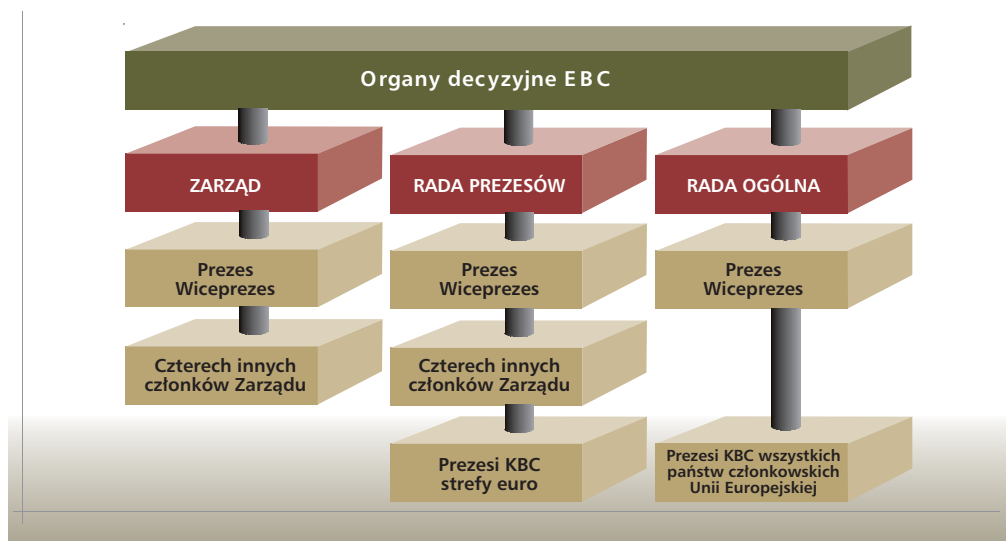 Organy decyzyjne EBC
ZARZĄD
Prezes
Wiceprezes
Czterech innych
członków Zarządu
RADA PREZESÓW
Prezes
Wiceprezes
Czterech innych
członków Zarządu
Prezesi KBC
strefy euro
RADA OGÓLNA
Prezes
Wiceprezes
Prezesi KBC wszystkich
państw członkowskich
Unii Europejskiej